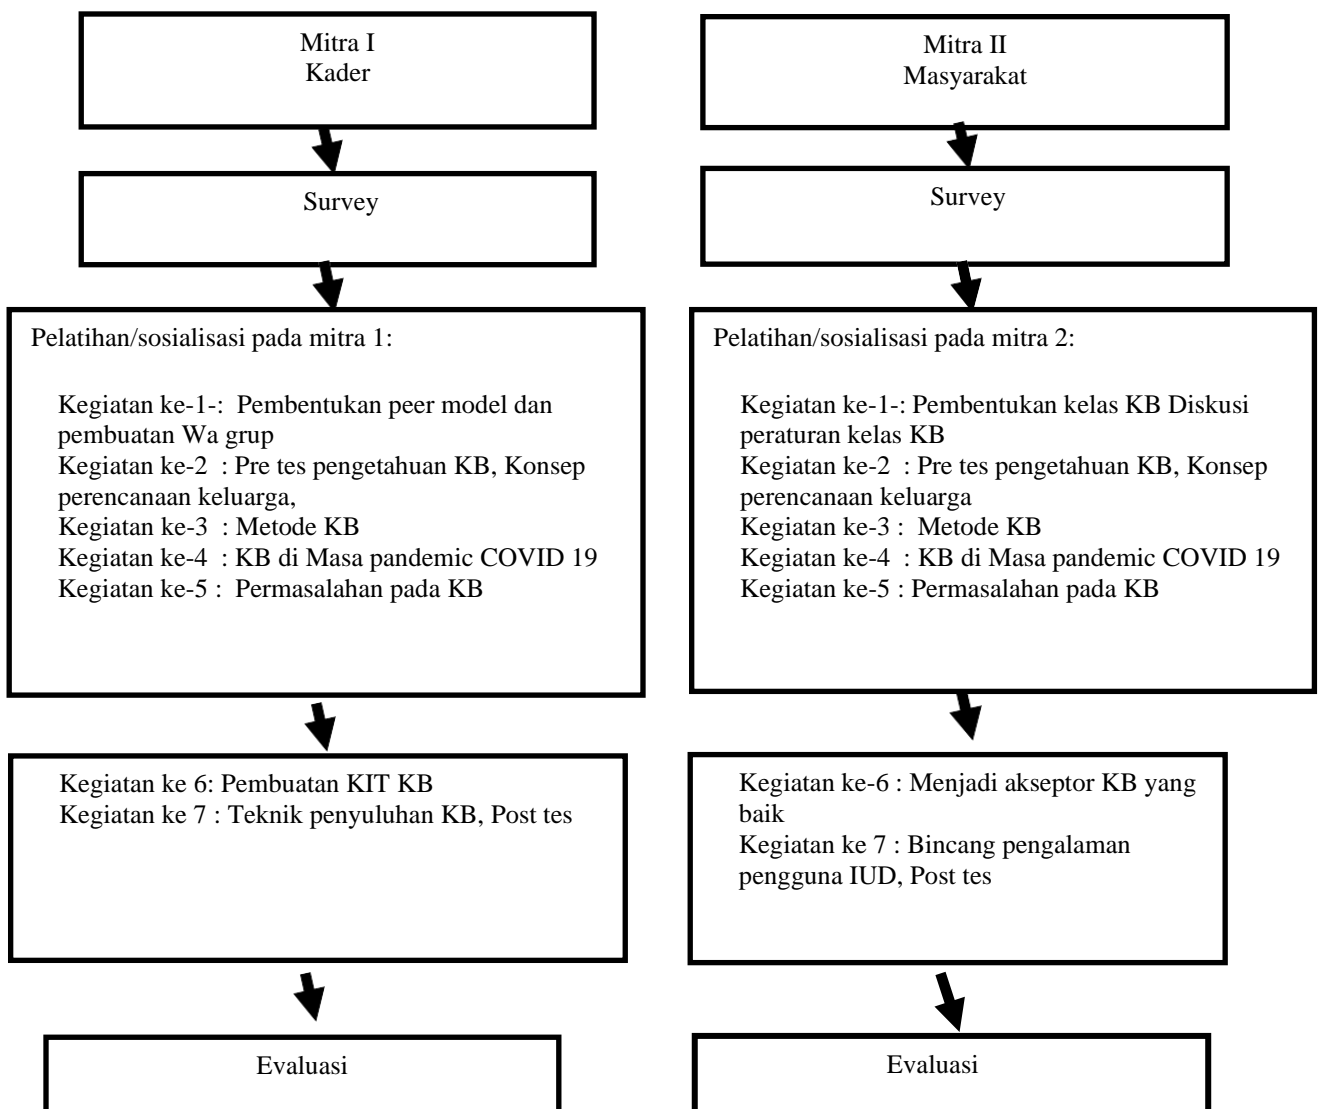 Mitra I
Kader
Survey
Pelatihan/sosialisasi pada mitra 1:
Kegiatan ke-1-:  Pembentukan peer model dan
pembuatan Wa grup
Kegiatan ke-2  : Pre tes pengetahuan KB, Konsep
perencanaan keluarga,
Kegiatan ke-3  : Metode KB
Kegiatan ke-4  : KB di Masa pandemic COVID 19
Kegiatan ke-5 :  Permasalahan pada KB
Kegiatan ke 6: Pembuatan KIT KB
Kegiatan ke 7 : Teknik penyuluhan KB, Post tes
Evaluasi
Mitra II
Masyarakat
Survey
Pelatihan/sosialisasi pada mitra 2:
Kegiatan ke-1-: Pembentukan kelas KB Diskusi
peraturan kelas KB
Kegiatan ke-2  : Pre tes pengetahuan KB, Konsep
perencanaan keluarga
Kegiatan ke-3 :  Metode KB
Kegiatan ke-4  : KB di Masa pandemic COVID 19
Kegiatan ke-5 : Permasalahan pada KB
Kegiatan ke-6 : Menjadi akseptor KB yang
baik
Kegiatan ke 7 : Bincang pengalaman
pengguna IUD, Post tes
Evaluasi